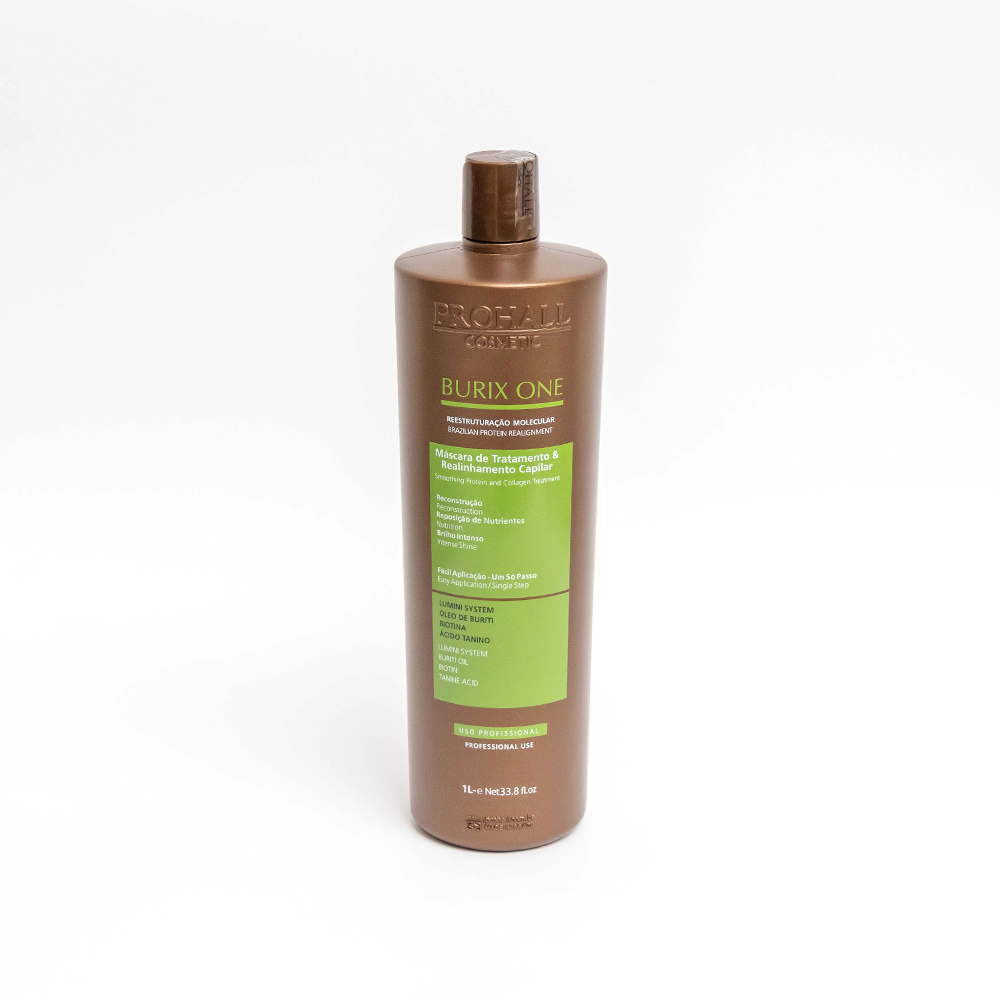 PROHALL
COSMETIC
BURIX ONE
REESTRUTURAÇÃO MOLECULAR
BRAZILIAN PROTEIN REALIGNMENT
Máscara de Tratamento &
Realinhamento Capilar
Smoothing Protein and Collagen Treatment
Reconstrução
Reconstruction
Reposição de Nutrientes
Nutrition
Brilho Intenso
Intense Shine
Fácil Aplicação - Um Só Passo
Easy Application / Single Step
LUMINI SYSTEM
ÓLEO DE BURITI
BIOTINA
ÁCIDO TANINO
LUMINI SYSTEM
BURITI OIL
BIOTIN
TANINE ACID
USO PROFISSIONAL
PROFESSIONAL USE
1L-e Net33.8 fl.oz